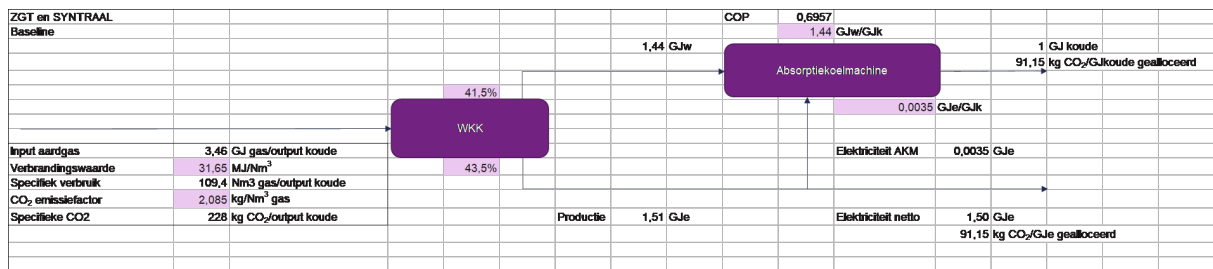 ZGT en SYNTRAAL COP 0,6957
Baseline 1,44 GJw/GJk
1,44 GJw 1 GJ koude
91,15 kg CO₂/GJkoude gealloceerd
Absorptiekoelmachine
41,5%
0,0035 GJe/GJk
WKK
Input aardgas 3,46 GJ gas/output koude Elektriciteit AKM 0,0035 GJe
Verbrandingswaarde 31,65 MJ/Nm³ 43,5%
Specifiek verbruik 109,4 Nm3 gas/output koude
CO₂ emissiefactor 2,085 kg/Nm³ gas
Specifieke CO2 228 kg CO₂/output koude Productie 1,51 GJe Elektriciteit netto 1,50 GJe
91,15 kg CO₂/GJe gealloceerd